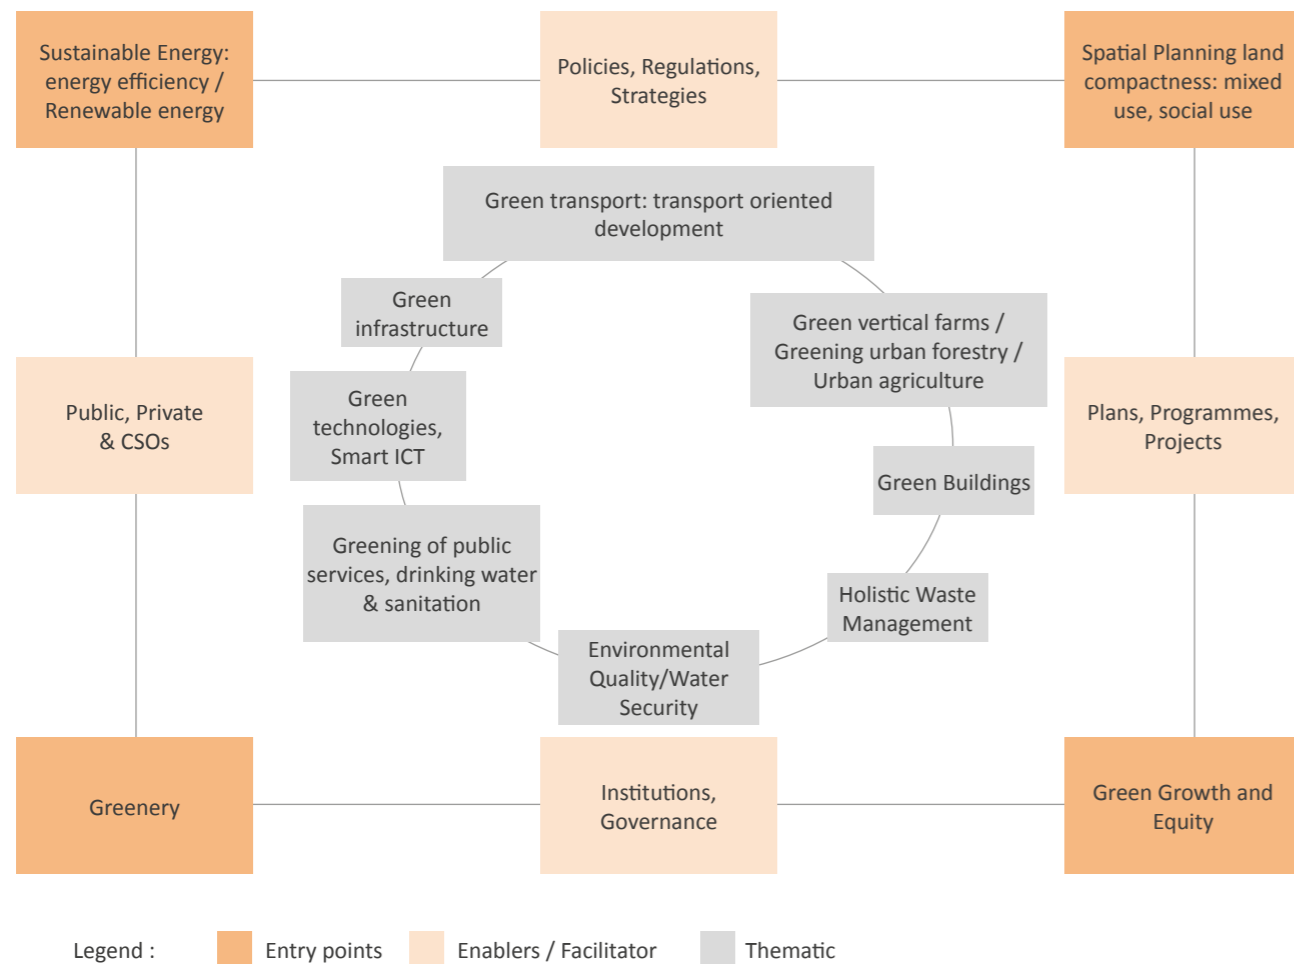 Sustainable Energy:
energy efficiency /
Renewable energy
Policies, Regulations,
Strategies
Spatial Planning land
compactness: mixed
use, social use
Green transport: transport oriented
development
Green
infrastructure
Green vertical farms /
Greening urban forestry /
Urban agriculture
Public, Private
& CSOs
Green
technologies,
Smart ICT
Plans, Programmes,
Projects
Green Buildings
Greening of public
services, drinking water
& sanitation
Holistic Waste
Management
Environmental
Quality/Water
Security
Greenery
Institutions,
Governance
Green Growth and
Equity
Legend : Entry points Enablers / Facilitator Thematic